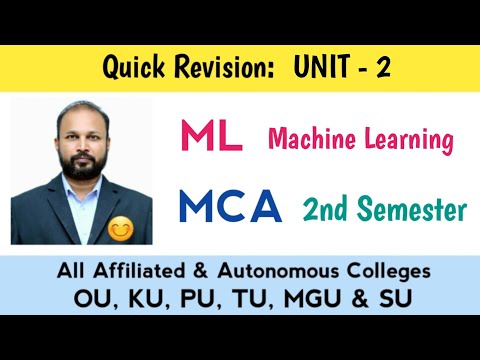 Quick Revision: UNIT - 2
ML Machine Learning
MCA 2nd Semester
All Affiliated & Autonomous Colleges
OU, KU, PU, TU, MGU & SU